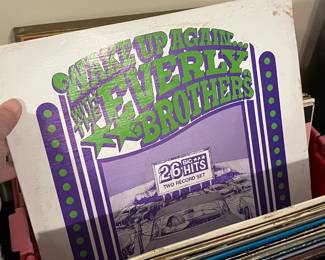 WAKE UP AGAIN...
THE EVERLY
BROTHERS
26 BIG
HITS
TWO RECORD SET